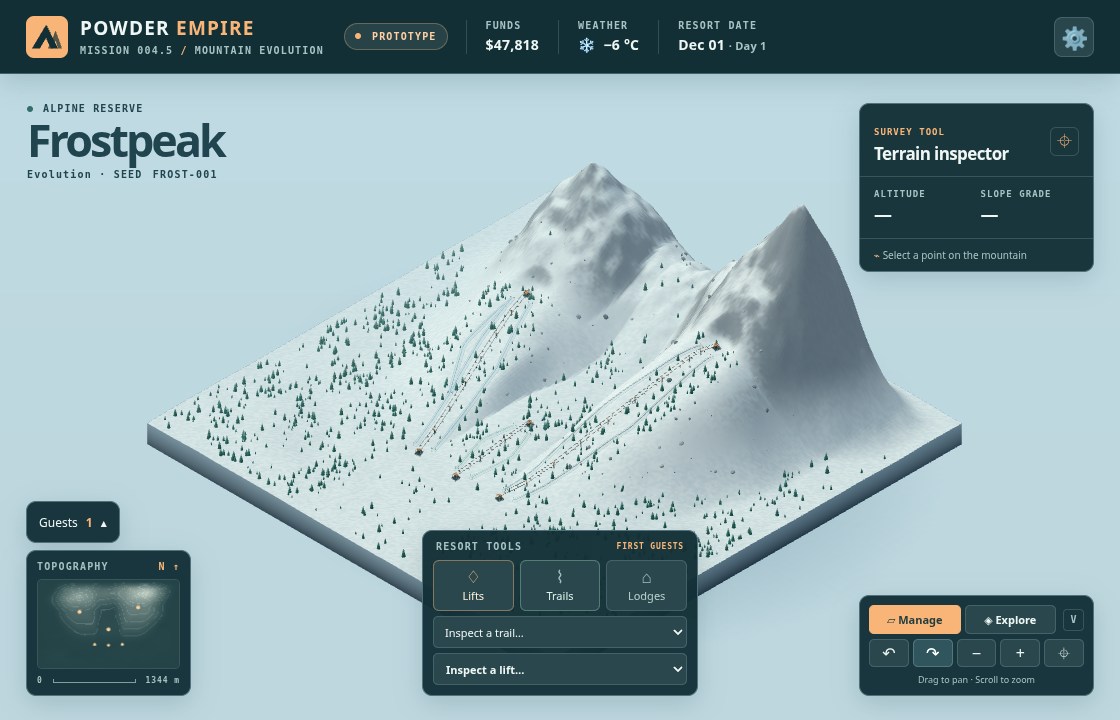 POWDER EMPIRE
MISSION 004.5 / MOUNTAIN EVOLUTION
PROTOTYPE
FUNDS
$47,818
WEATHER
−6 °C
RESORT DATE
Dec 01 · Day 1
ALPINE RESERVE
Frostpeak
Evolution · SEED FROST-001
SURVEY TOOL
Terrain inspector
ALTITUDE
—
SLOPE GRADE
—
Select a point on the mountain
Guests 1 ▴
TOPOGRAPHY
N ↑
0
1344 m
RESORT TOOLS
FIRST GUESTS
Lifts
Trails
Lodges
Inspect a trail...
Inspect a lift...
Manage
Explore
V
Drag to pan · Scroll to zoom